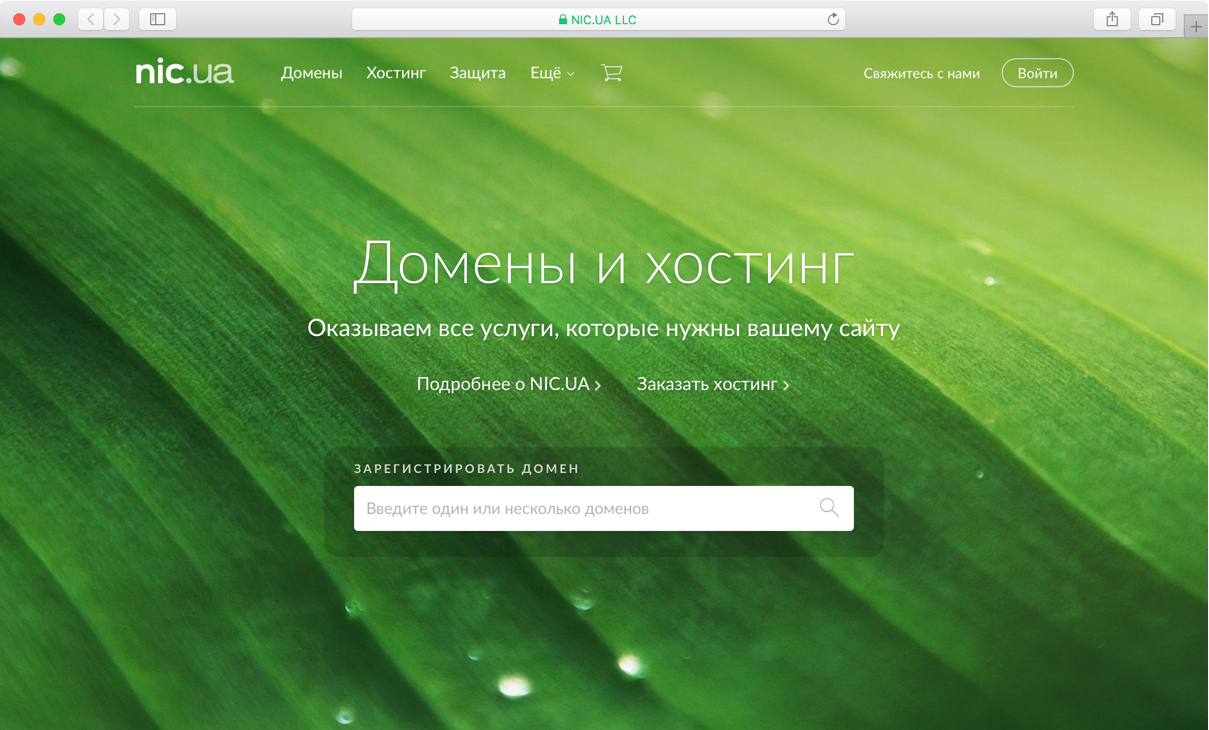 NIC.UA LLC
nic.ua Домены Хостинг Защита Ещё Свяжитесь с нами Войти
Домены и хостинг
Оказываем все услуги, которые нужны вашему сайту
Подробнее о NIC.UA Заказать хостинг
ЗАРЕГИСТРИРОВАТЬ ДОМЕН
Введите один или несколько доменов